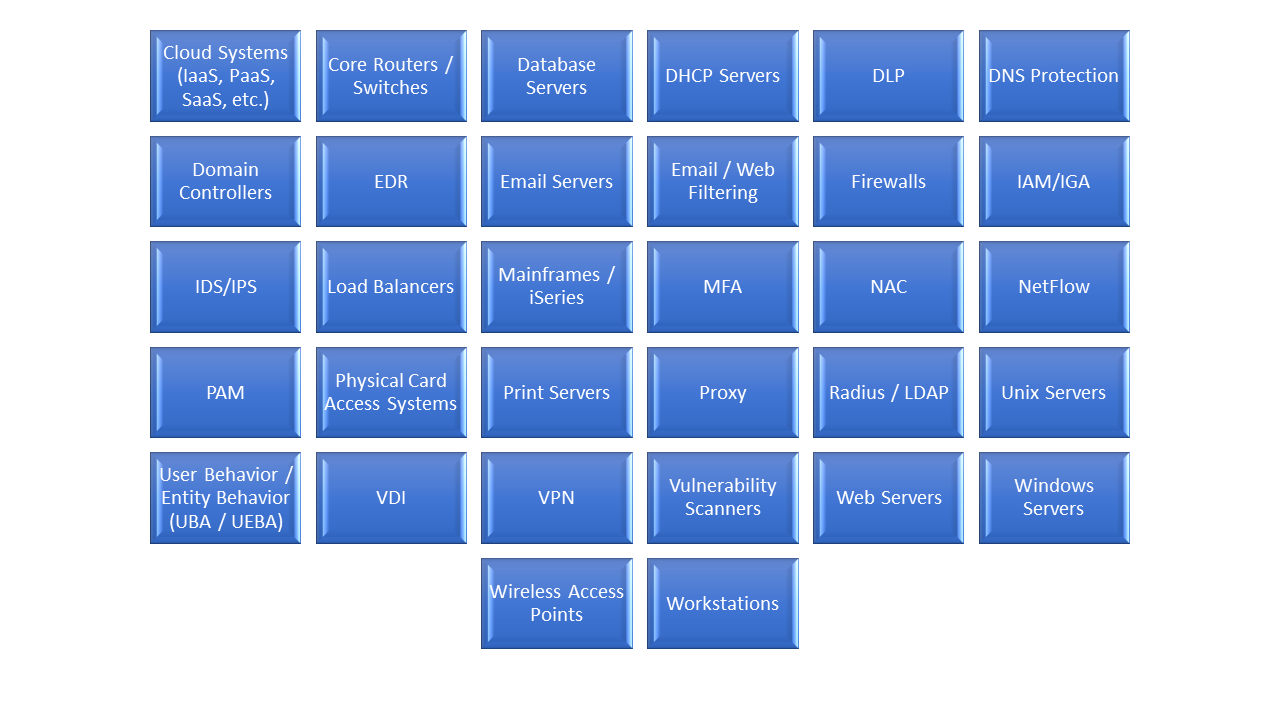 Cloud Systems
(IaaS, PaaS,
SaaS, etc.)
Core Routers /
Switches
Database
Servers
DHCP Servers
DLP
DNS Protection
Domain
Controllers
EDR
Email Servers
Email / Web
Filtering
Firewalls
IAM/IGA
IDS/IPS
Load Balancers
Mainframes /
iSeries
MFA
NAC
NetFlow
PAM
Physical Card
Access Systems
Print Servers
Proxy
Radius / LDAP
Unix Servers
User Behavior /
Entity Behavior
(UBA / UEBA)
VDI
VPN
Vulnerability
Scanners
Web Servers
Windows
Servers
Wireless Access
Points
Workstations